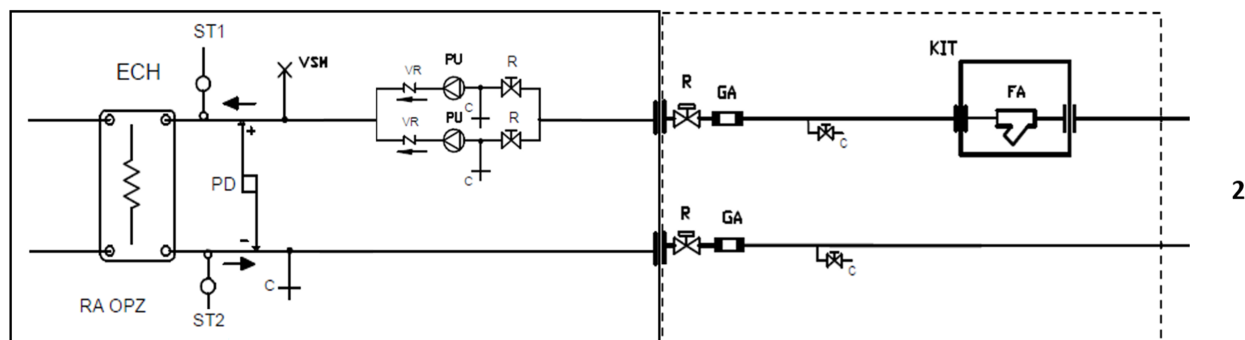 ST1
ECH
VSM
VR
PU
R
C
VR
PU
R
C
PD
+
-
RA OPZ
ST2
C
R
GA
C
KIT
FA
R
GA
C
2